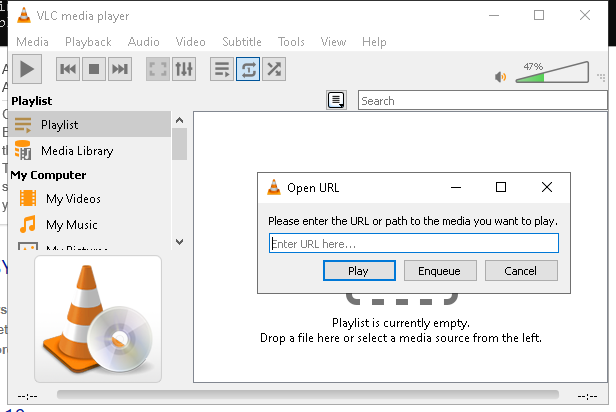 VLC media player
Media Playback Audio Video Subtitle Tools View Help
47%
Playlist
Search
Playlist
Media Library
My Computer
My Videos
My Music
My Pictures
Open URL
Please enter the URL or path to the media you want to play.
Enter URL here...
Play Enqueue Cancel
Playlist is currently empty.
Drop a file here or select a media source from the left.
--:-- --:--